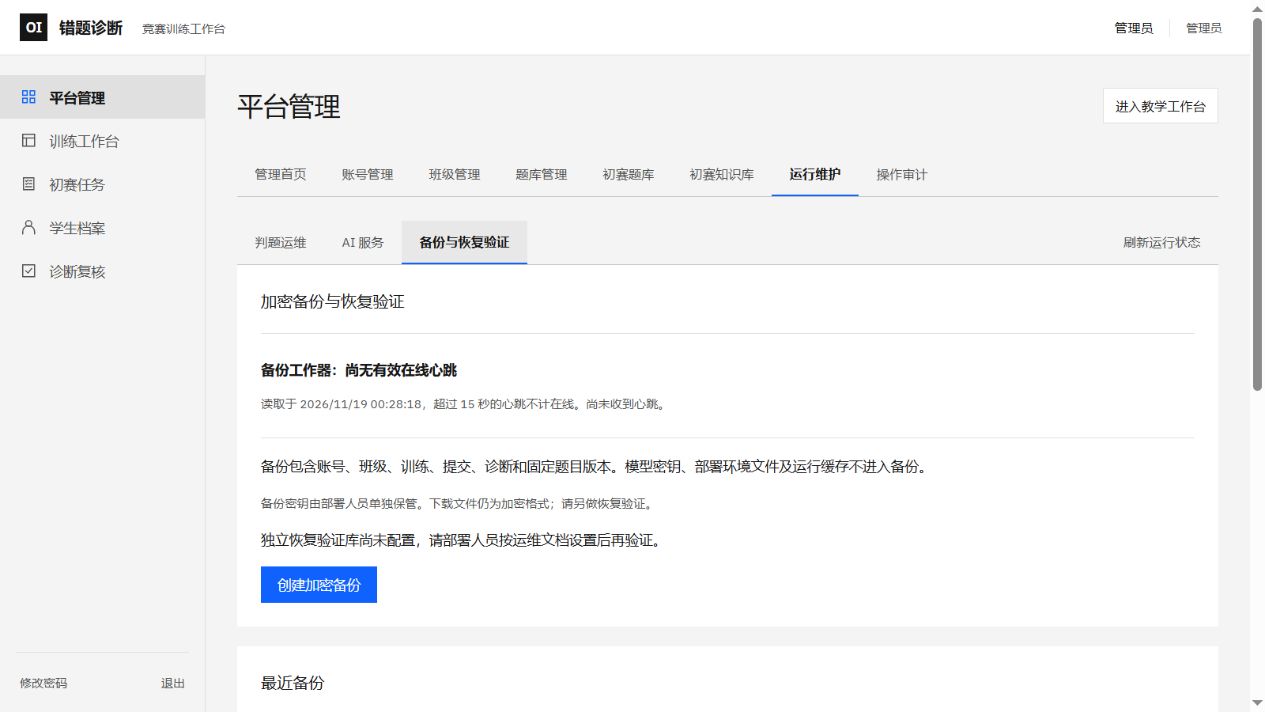 OI 错题诊断 竞赛训练工作台 管理员 管理员
平台管理
训练工作台
初赛任务
学生档案
诊断复核
修改密码 退出
平台管理 进入教学工作台
管理首页 账号管理 班级管理 题库管理 初赛题库 初赛知识库 运行维护 操作审计
判题运维 AI 服务 备份与恢复验证 刷新运行状态
加密备份与恢复验证
备份工作器：尚无有效在线心跳
读取于 2026/11/19 00:28:18，超过 15 秒的心跳不计在线。尚未收到心跳。
备份包含账号、班级、训练、提交、诊断和固定题目版本。模型密钥、部署环境文件及运行缓存不进入备份。
备份密钥由部署人员单独保管。下载文件仍为加密格式；请另做恢复验证。
独立恢复验证库尚未配置，请部署人员按运维文档设置后再验证。
创建加密备份
最近备份